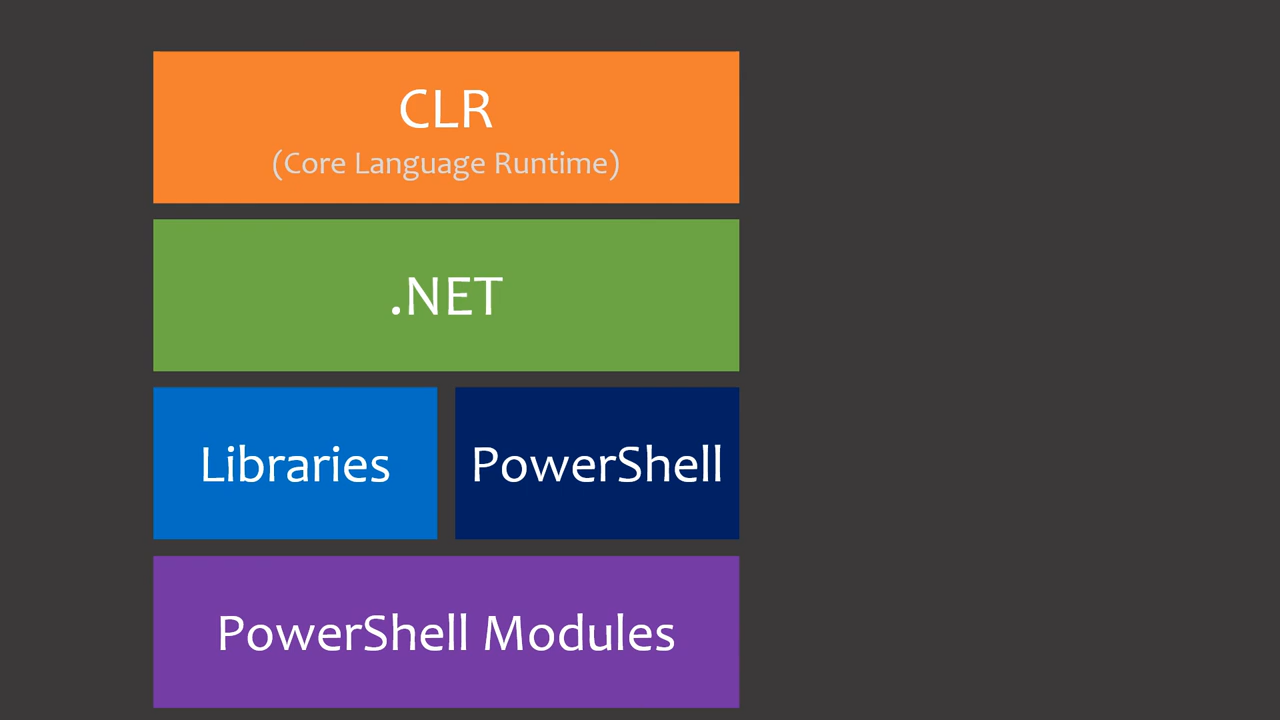 CLR
(Core Language Runtime)
.NET
Libraries
PowerShell
PowerShell Modules